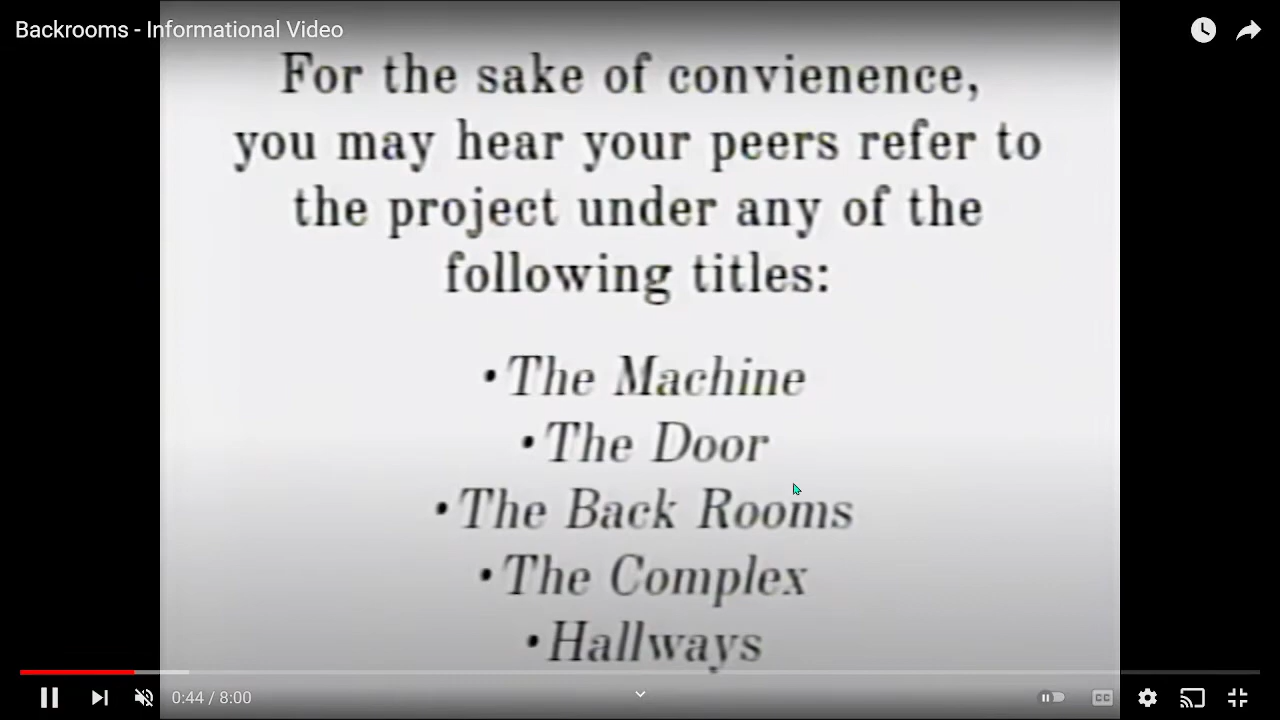 Backrooms - Informational Video
For the sake of convienence,
you may hear your peers refer to
the project under any of the
following titles:
•The Machine
•The Door
•The Back Rooms
•The Complex
•Hallways
0:44 / 8:00
CC